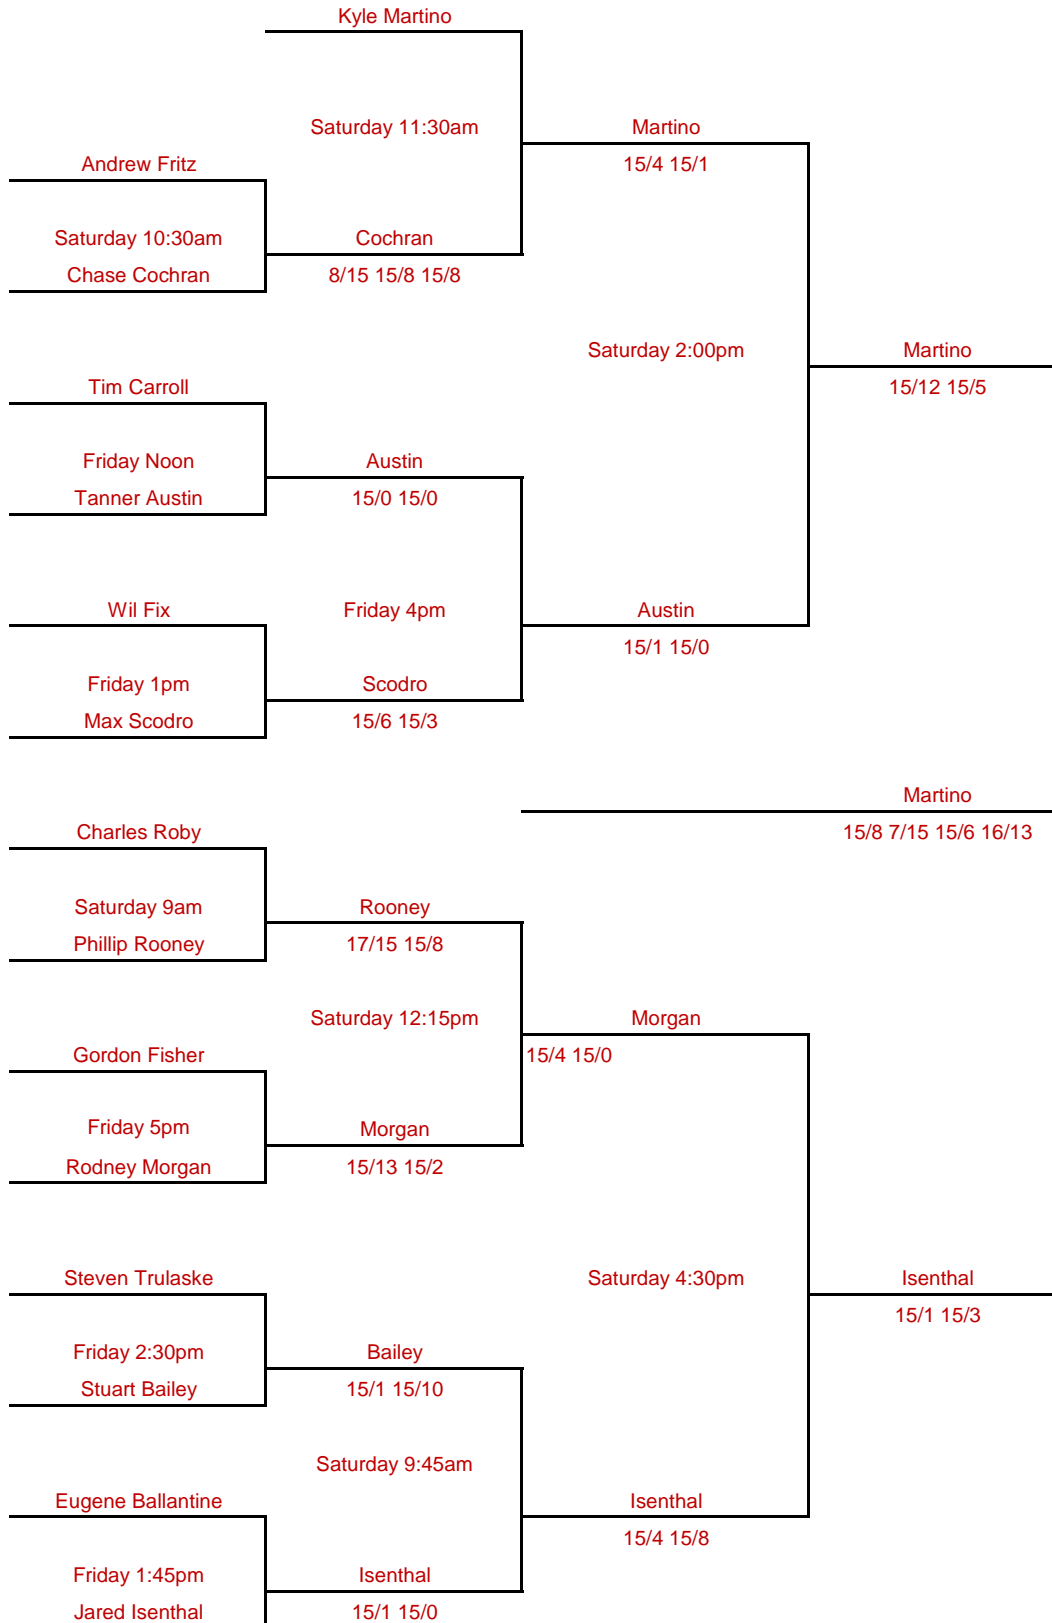 Kyle Martino
Saturday 11:30am
Martino
15/4 15/1
Andrew Fritz
Saturday 10:30am
Cochran
Chase Cochran
8/15 15/8 15/8
Saturday 2:00pm
Martino
15/12 15/5
Tim Carroll
Friday Noon
Austin
Tanner Austin
15/0 15/0
Wil Fix
Friday 4pm
Austin
15/1 15/0
Friday 1pm
Scodro
Max Scodro
15/6 15/3
Martino
15/8 7/15 15/6 16/13
Charles Roby
Saturday 9am
Rooney
Phillip Rooney
17/15 15/8
Saturday 12:15pm
Morgan
15/4 15/0
Gordon Fisher
Friday 5pm
Morgan
Rodney Morgan
15/13 15/2
Steven Trulaske
Saturday 4:30pm
Isenthal
15/1 15/3
Friday 2:30pm
Bailey
Stuart Bailey
15/1 15/10
Saturday 9:45am
Eugene Ballantine
Isenthal
15/4 15/8
Friday 1:45pm
Isenthal
Jared Isenthal
15/1 15/0